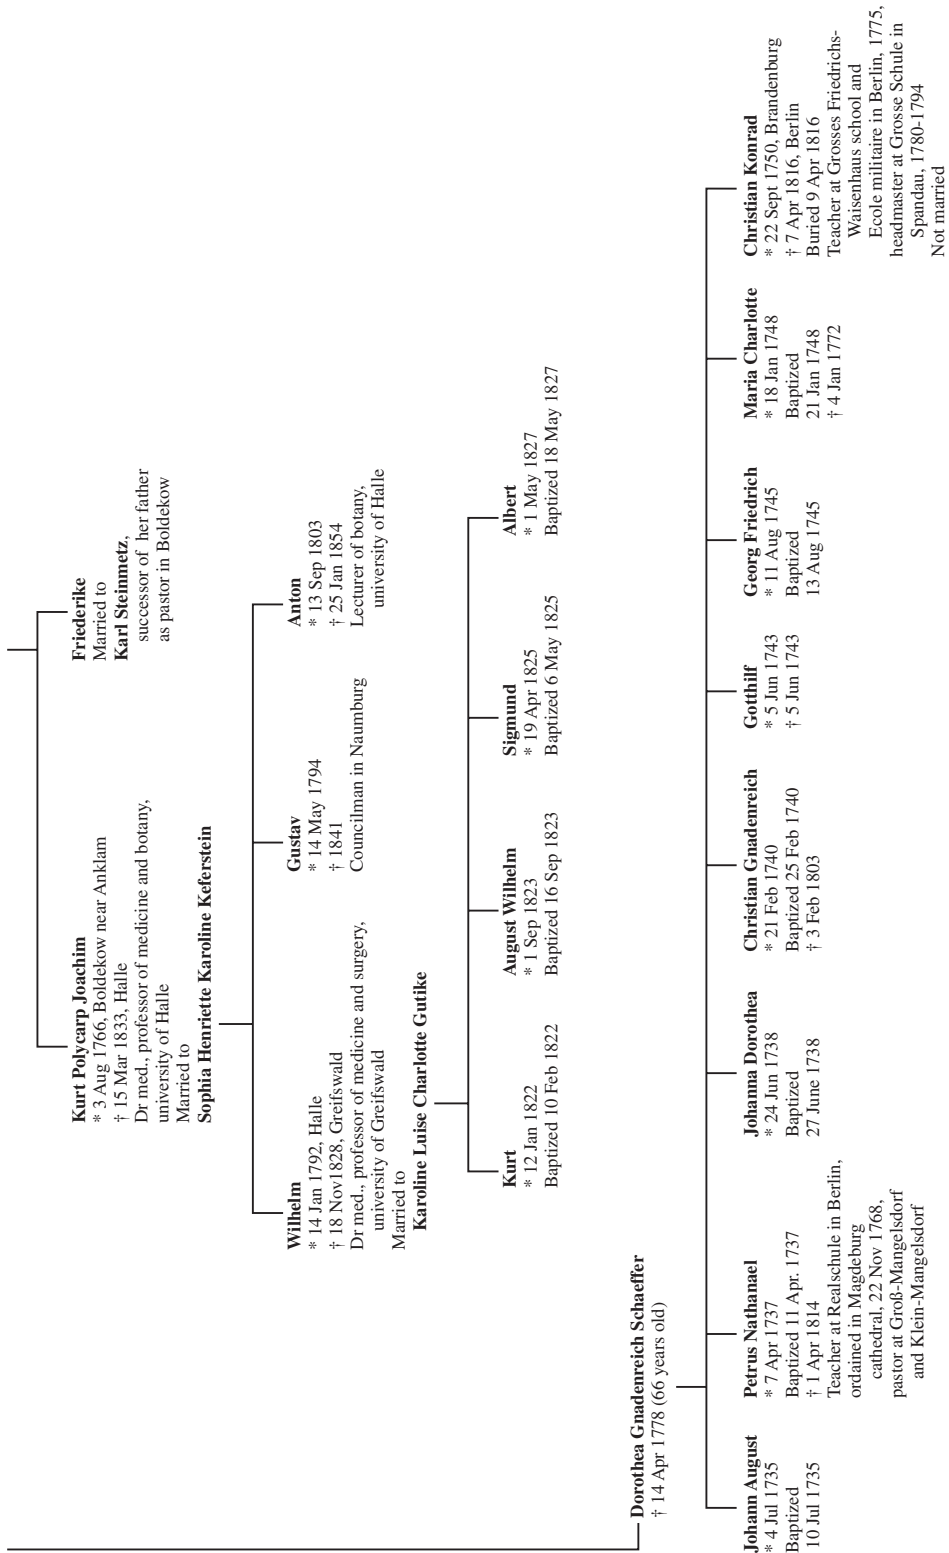 Kurt Polycarp Joachim
* 3 Aug 1766, Boldekow near Anklam
† 15 Mar 1833, Halle
Dr med., professor of medicine and botany,
university of Halle
Married to
Sophia Henriette Karoline Keferstein
Friederike
Married to
Karl Steinmetz,
successor of her father
as pastor in Boldekow
Wilhelm
* 14 Jan 1792, Halle
† 18 Nov1828, Greifswald
Dr med., professor of medicine and surgery,
university of Greifswald
Married to
Karoline Luise Charlotte Gutike
Gustav
* 14 May 1794
† 1841
Councilman in Naumburg
Anton
* 13 Sep 1803
† 25 Jan 1854
Lecturer of botany,
university of Halle
Kurt
* 12 Jan 1822
Baptized 10 Feb 1822
August Wilhelm
* 1 Sep 1823
Baptized 16 Sep 1823
Sigmund
* 19 Apr 1825
Baptized 6 May 1825
Albert
* 1 May 1827
Baptized 18 May 1827
Dorothea Gnadenreich Schaeffer
† 14 Apr 1778 (66 years old)
Johann August
* 4 Jul 1735
Baptized
10 Jul 1735
Petrus Nathanael
* 7 Apr 1737
Baptized 11 Apr. 1737
† 1 Apr 1814
Teacher at Realschule in Berlin,
ordained in Magdeburg
cathedral, 22 Nov 1768,
pastor at Groß-Mangelsdorf
and Klein-Mangelsdorf
Johanna Dorothea
* 24 Jun 1738
Baptized
27 June 1738
Christian Gnadenreich
* 21 Feb 1740
Baptized 25 Feb 1740
† 3 Feb 1803
Gotthilf
* 5 Jun 1743
† 5 Jun 1743
Georg Friedrich
* 11 Aug 1745
Baptized
13 Aug 1745
Maria Charlotte
* 18 Jan 1748
Baptized
21 Jan 1748
† 4 Jan 1772
Christian Konrad
* 22 Sept 1750, Brandenburg
† 7 Apr 1816, Berlin
Buried 9 Apr 1816
Teacher at Grosses Friedrichs-
Waisenhaus school and
Ecole militaire in Berlin, 1775,
headmaster at Grosse Schule in
Spandau, 1780-1794
Not married